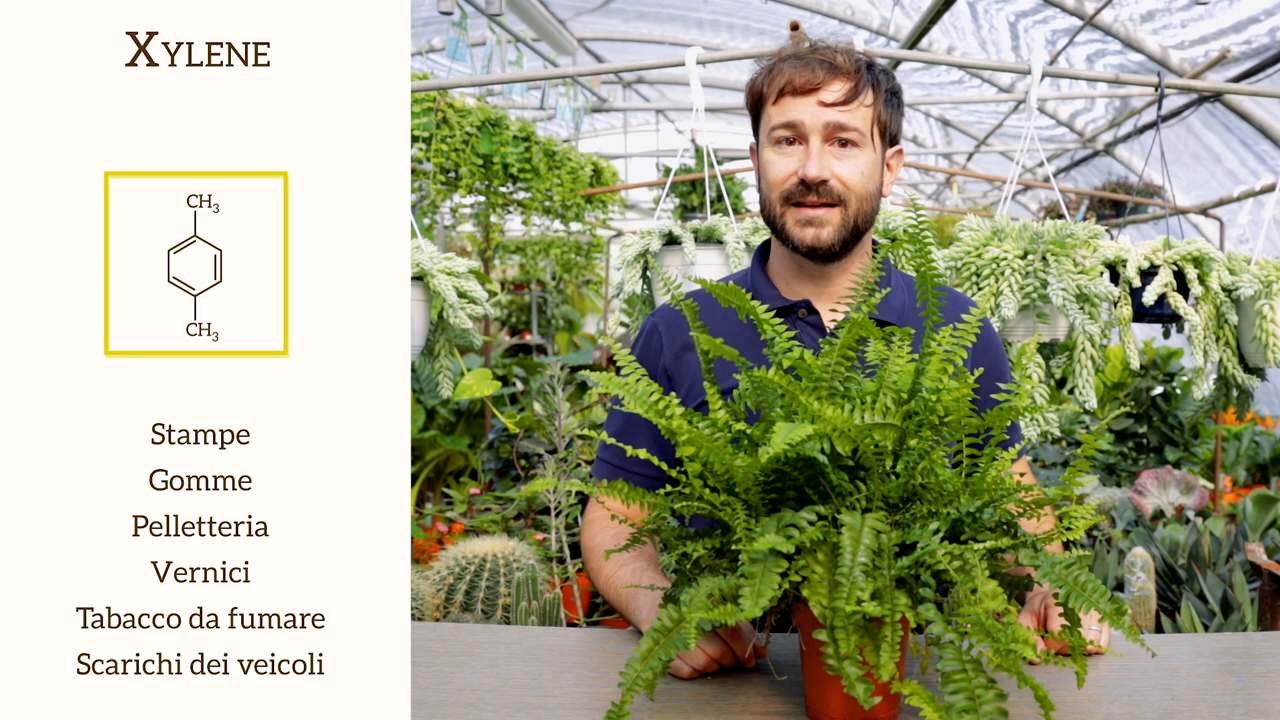 XYLENE
CH3
CH3
Stampe
Gomme
Pelletteria
Vernici
Tabacco da fumare
Scarichi dei veicoli